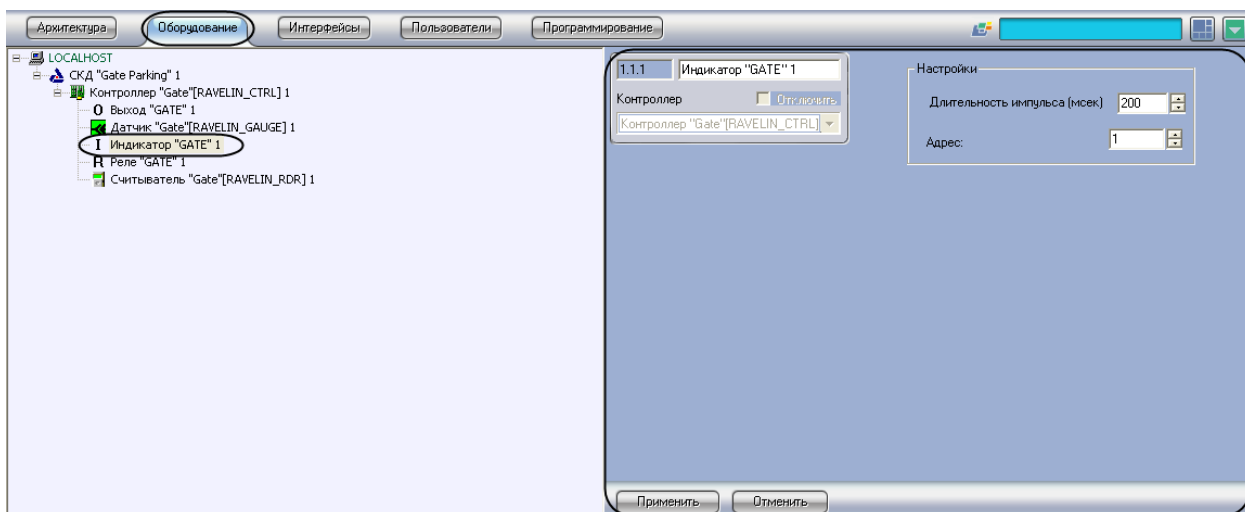 Архитектура Оборудование Интерфейсы Пользователи Программирование
LOCALHOST
СКД "Gate Parking" 1
Контроллер "Gate"[RAVELIN_CTRL] 1
O Выход "GATE" 1
Датчик "Gate"[RAVELIN_GAUGE] 1
I Индикатор "GATE" 1
R Реле "GATE" 1
Считыватель "Gate"[RAVELIN_RDR] 1
1.1.1 Индикатор "GATE" 1
Контроллер Отключить
Контроллер "Gate"[RAVELIN_CTRL]
Настройки
Длительность импульса (мсек) 200
Адрес: 1
Применить Отменить